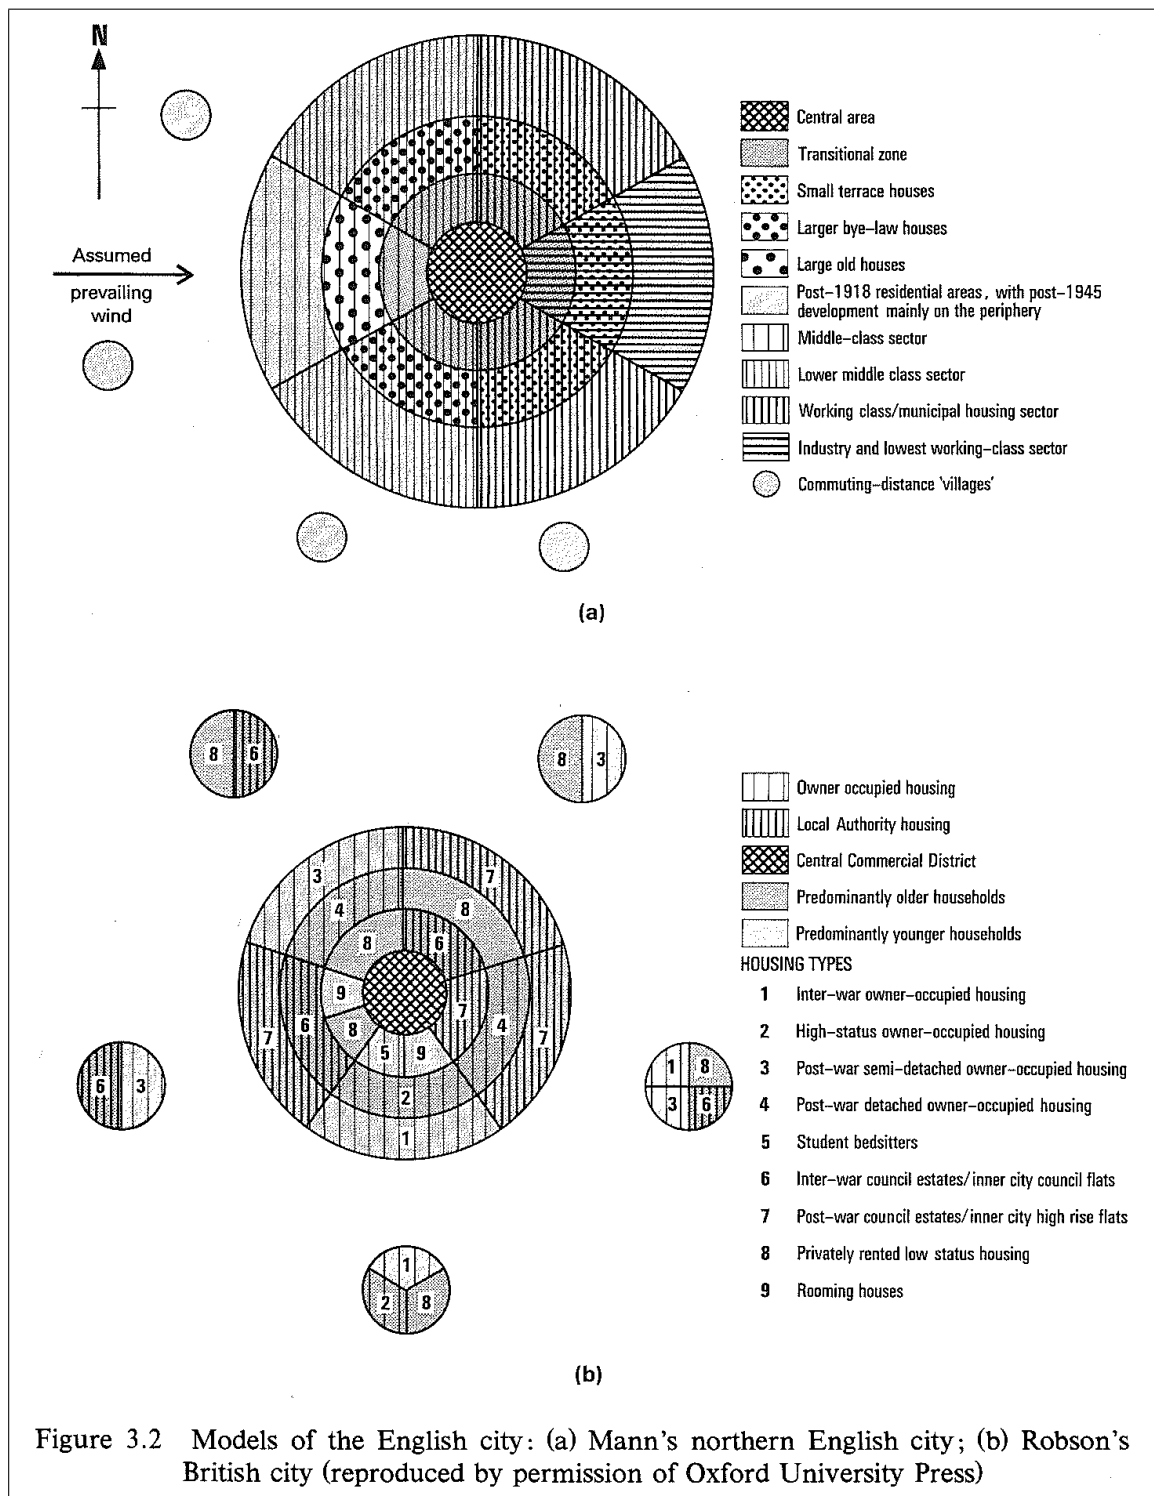 N
Assumed
prevailing
wind
Central area
Transitional zone
Small terrace houses
Larger bye-law houses
Large old houses
Post-1918 residential areas, with post-1945
development mainly on the periphery
Middle-class sector
Lower middle class sector
Working class/municipal housing sector
Industry and lowest working-class sector
Commuting-distance 'villages'
(a)
8 6
8 3
3 7
4 8
8 6
9
7 6 8 7 4 7
5 9
2
1
6 3
1 8
3 6
1
2 8
Owner occupied housing
Local Authority housing
Central Commercial District
Predominantly older households
Predominantly younger households
HOUSING TYPES
1 Inter-war owner-occupied housing
2 High-status owner-occupied housing
3 Post-war semi-detached owner-occupied housing
4 Post-war detached owner-occupied housing
5 Student bedsitters
6 Inter-war council estates/inner city council flats
7 Post-war council estates/inner city high rise flats
8 Privately rented low status housing
9 Rooming houses
(b)
Figure 3.2 Models of the English city: (a) Mann's northern English city; (b) Robson's
British city (reproduced by permission of Oxford University Press)